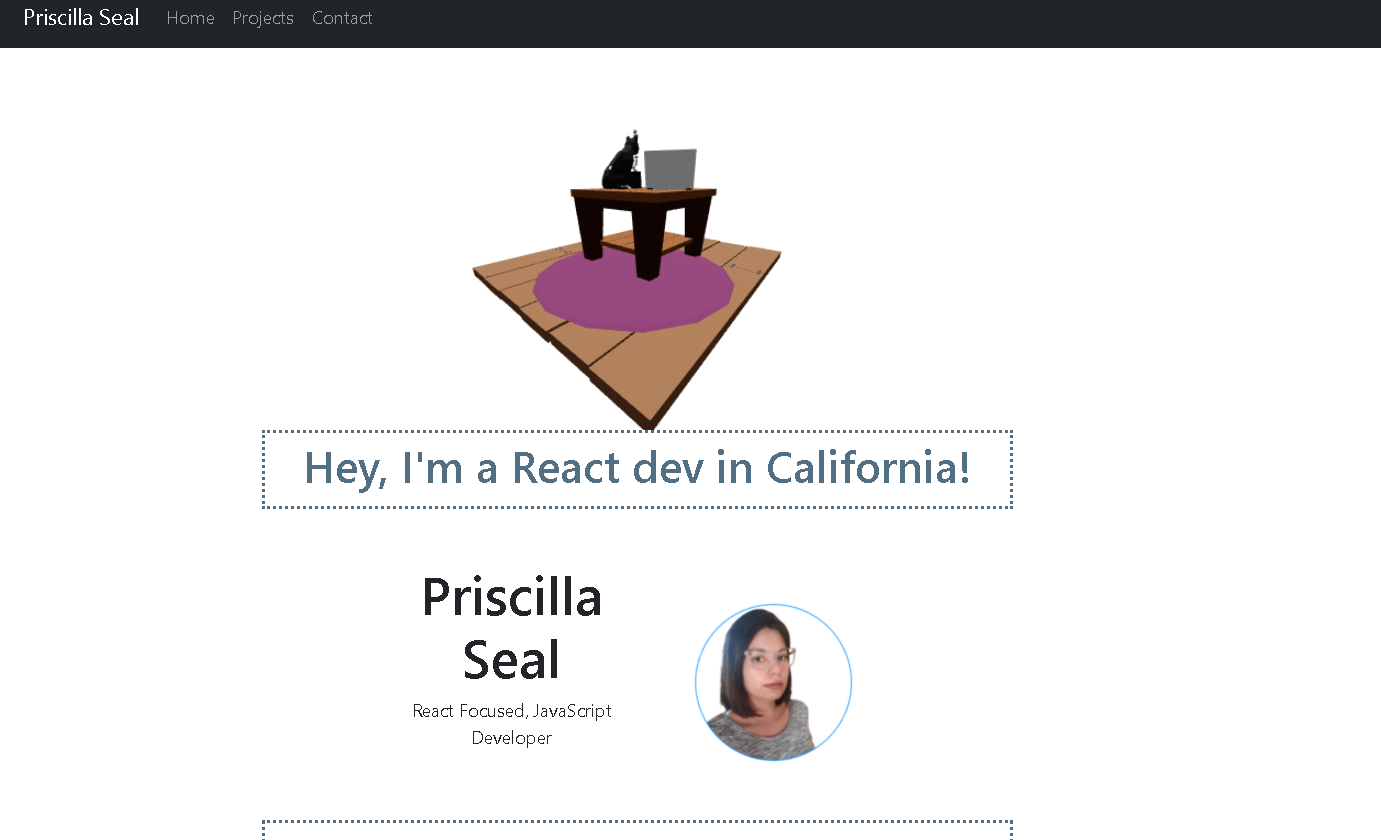 Priscilla Seal Home Projects Contact
Hey, I'm a React dev in California!
Priscilla
Seal
React Focused, JavaScript
Developer